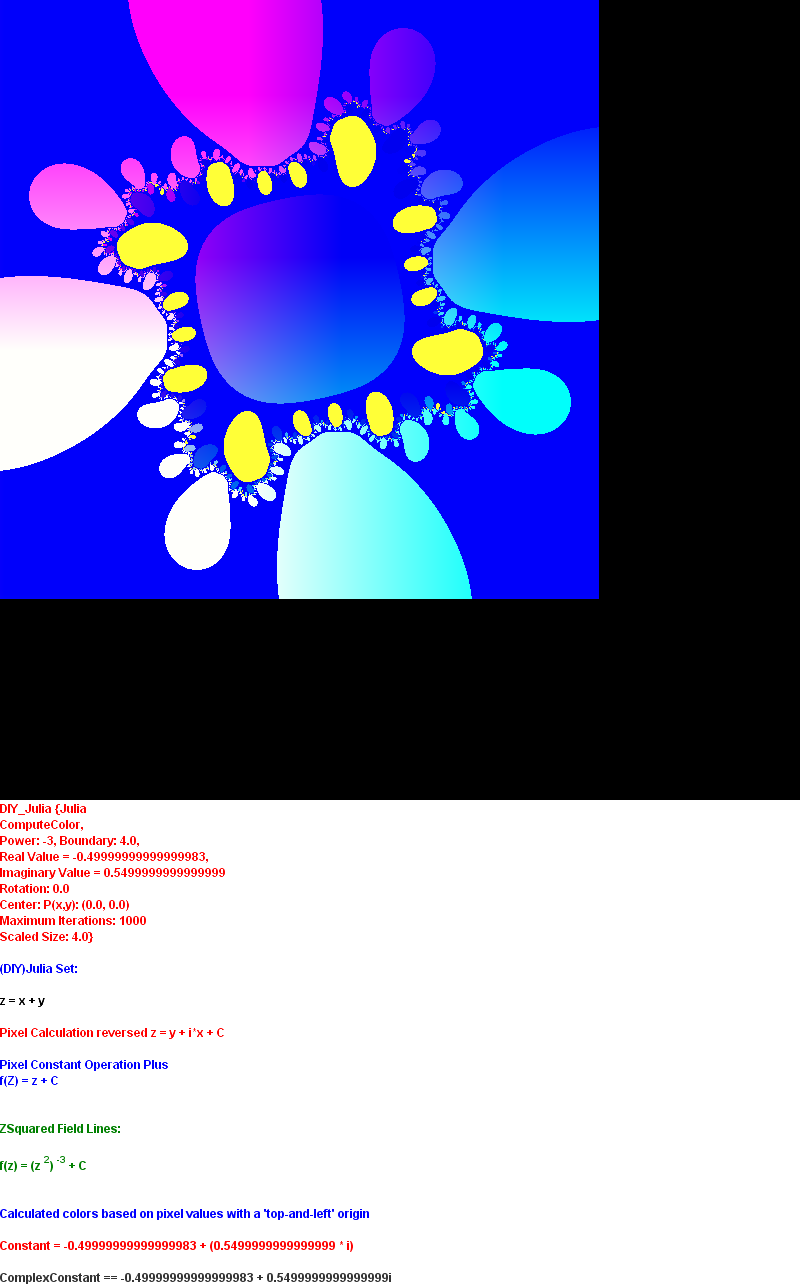 DIY_Julia {Julia
ComputeColor,
Power: -3, Boundary: 4.0,
Real Value = -0.49999999999999983,
Imaginary Value = 0.5499999999999999
Rotation: 0.0
Center: P(x,y): (0.0, 0.0)
Maximum Iterations: 1000
Scaled Size: 4.0}
(DIY)Julia Set:
z = x + y
Pixel Calculation reversed z = y + i*x + C
Pixel Constant Operation Plus
f(Z) = z + C
ZSquared Field Lines:
f(z) = (z ²) ⁻³ + C
Calculated colors based on pixel values with a 'top-and-left' origin
Constant = -0.49999999999999983 + (0.5499999999999999 * i)
ComplexConstant == -0.49999999999999983 + 0.5499999999999999i